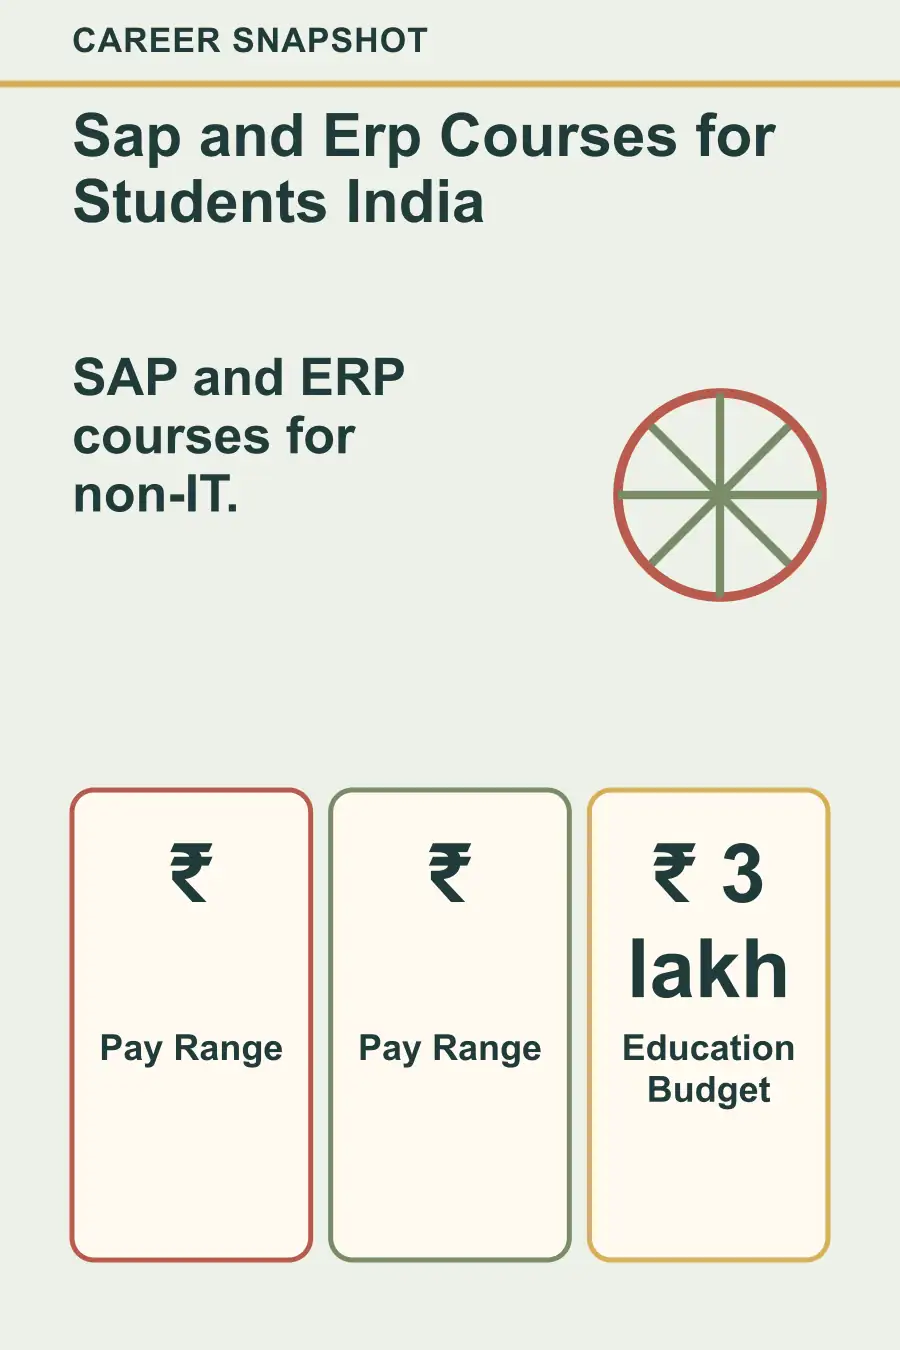 CAREER SNAPSHOT
Sap and Erp Courses for
Students India
SAP and ERP
courses for
non-IT.
₹
Pay Range
₹
Pay Range
₹ 3
lakh
Education
Budget